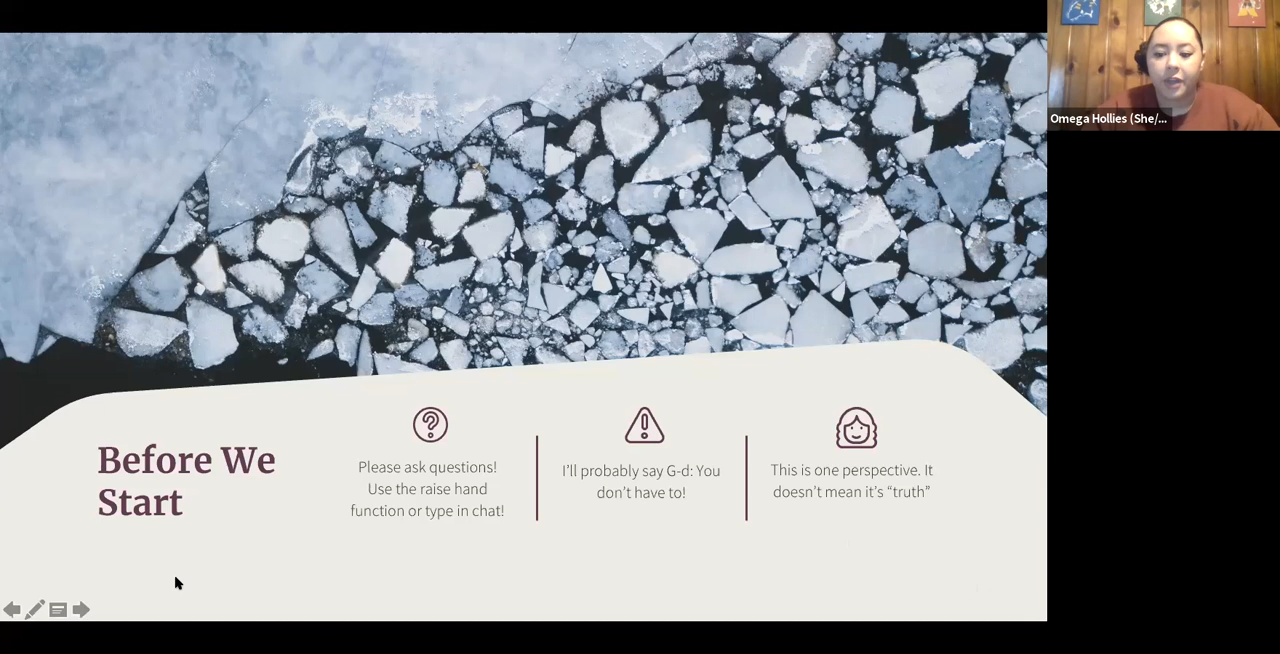 Omega Hollies (She/...
Before We
Start
Please ask questions!
Use the raise hand
function or type in chat!
I’ll probably say G-d: You
don’t have to!
This is one perspective. It
doesn’t mean it’s “truth”